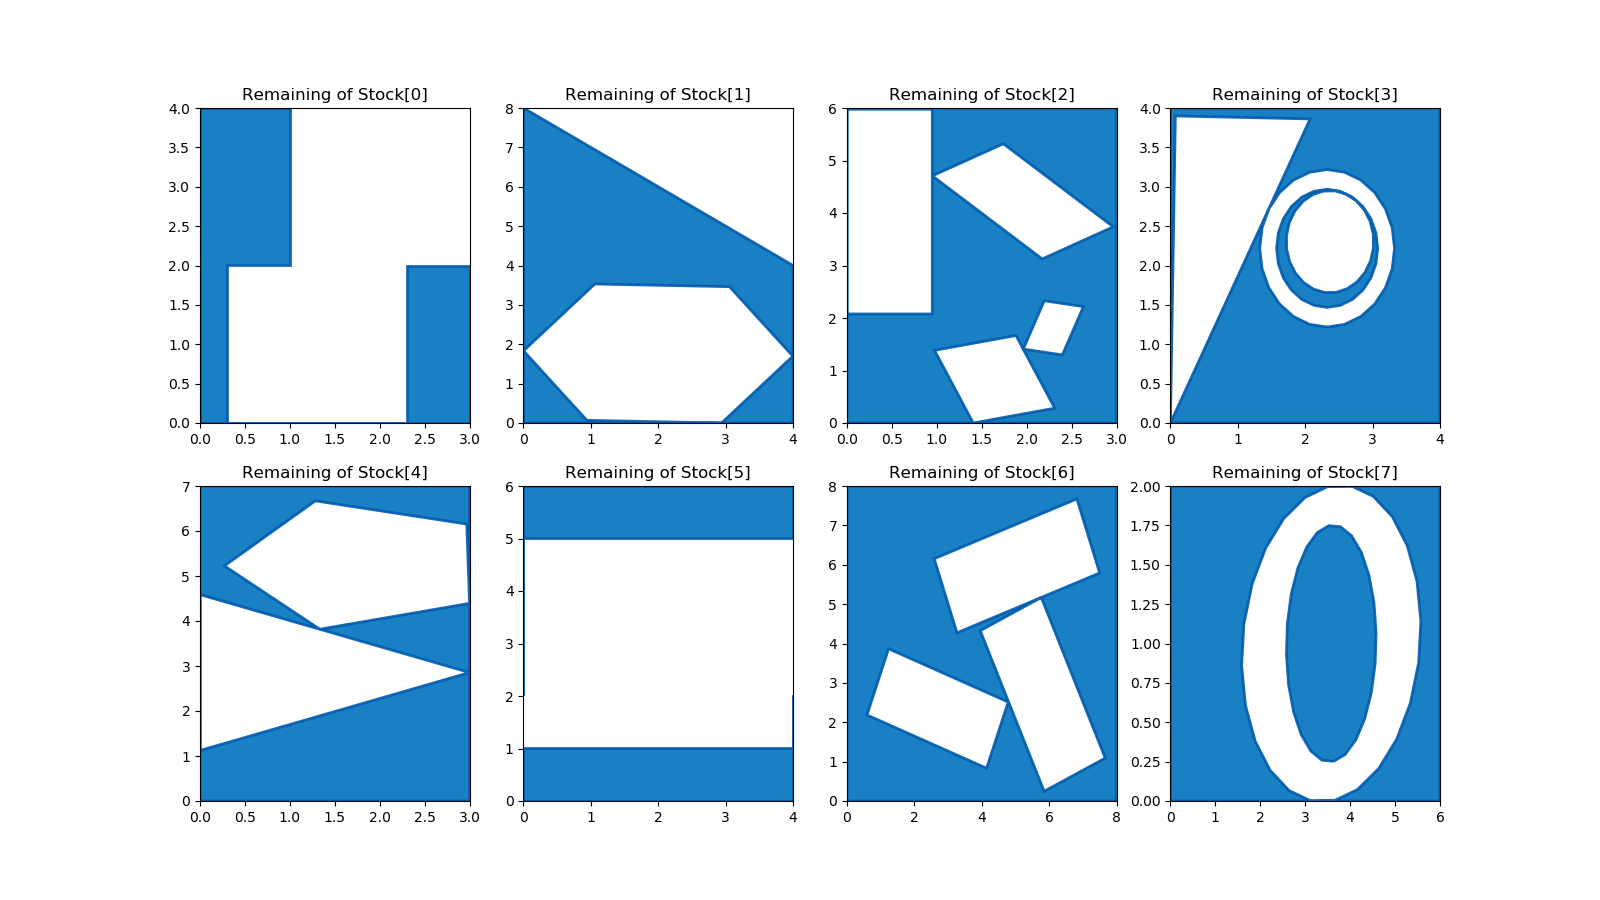 Remaining of Stock[0] Remaining of Stock[1] Remaining of Stock[2] Remaining of Stock[3]
4.0 8 6 4.0
3.5 7 3.5
5
3.0 6 3.0
2.5 5 4 2.5
2.0 4 3 2.0
1.5 3 1.5
2
1.0 2 1.0
0.5 1 1 0.5
0.0 0 0 0.0
0.0 0.5 1.0 1.5 2.0 2.5 3.0 0 1 2 3 4 0.0 0.5 1.0 1.5 2.0 2.5 3.0 0 1 2 3 4
Remaining of Stock[4] Remaining of Stock[5] Remaining of Stock[6] Remaining of Stock[7]
7 6 8 2.00
6 7 1.75
5 5 6 1.50
4 4 5 1.25
3 3 4 1.00
2 2 3 0.75
2 0.50
1 1 1 0.25
0 0 0 0.00
0.0 0.5 1.0 1.5 2.0 2.5 3.0 0 1 2 3 4 0 2 4 6 8 0 1 2 3 4 5 6